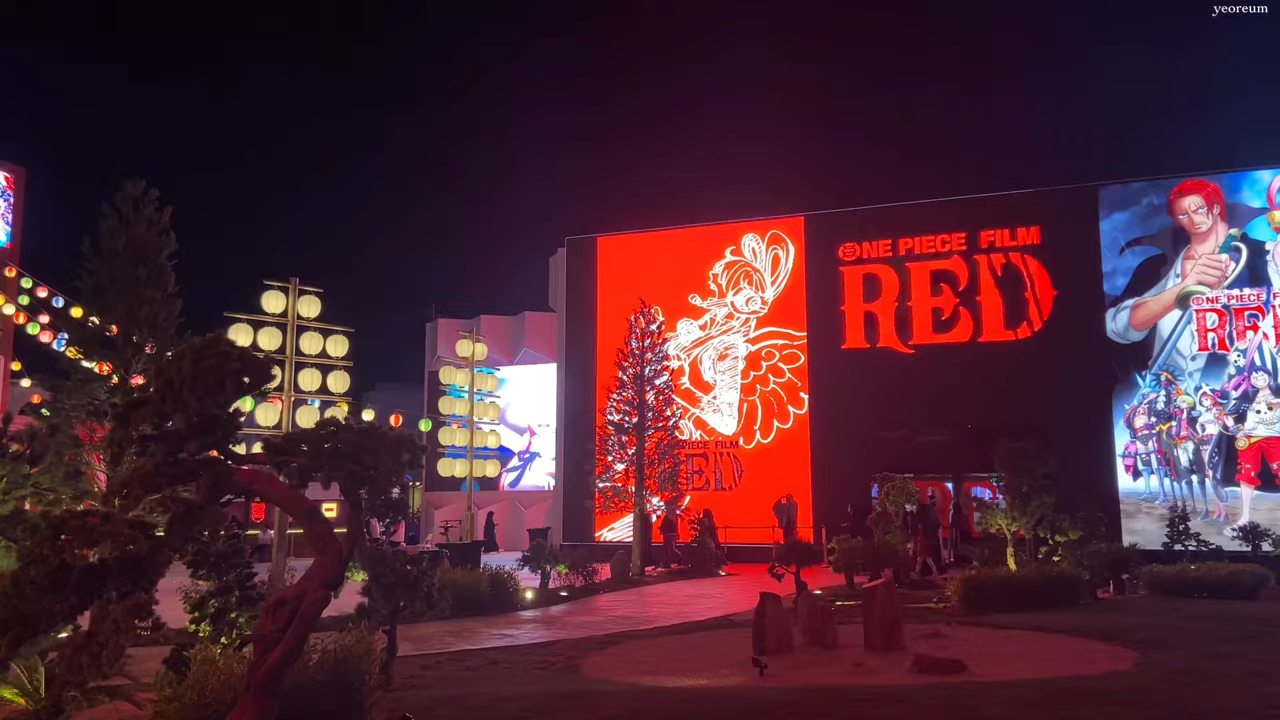 yeoreum
ONE PIECE FILM
RED
ONE PIECE FILM
RED
PIECE FILM
RED